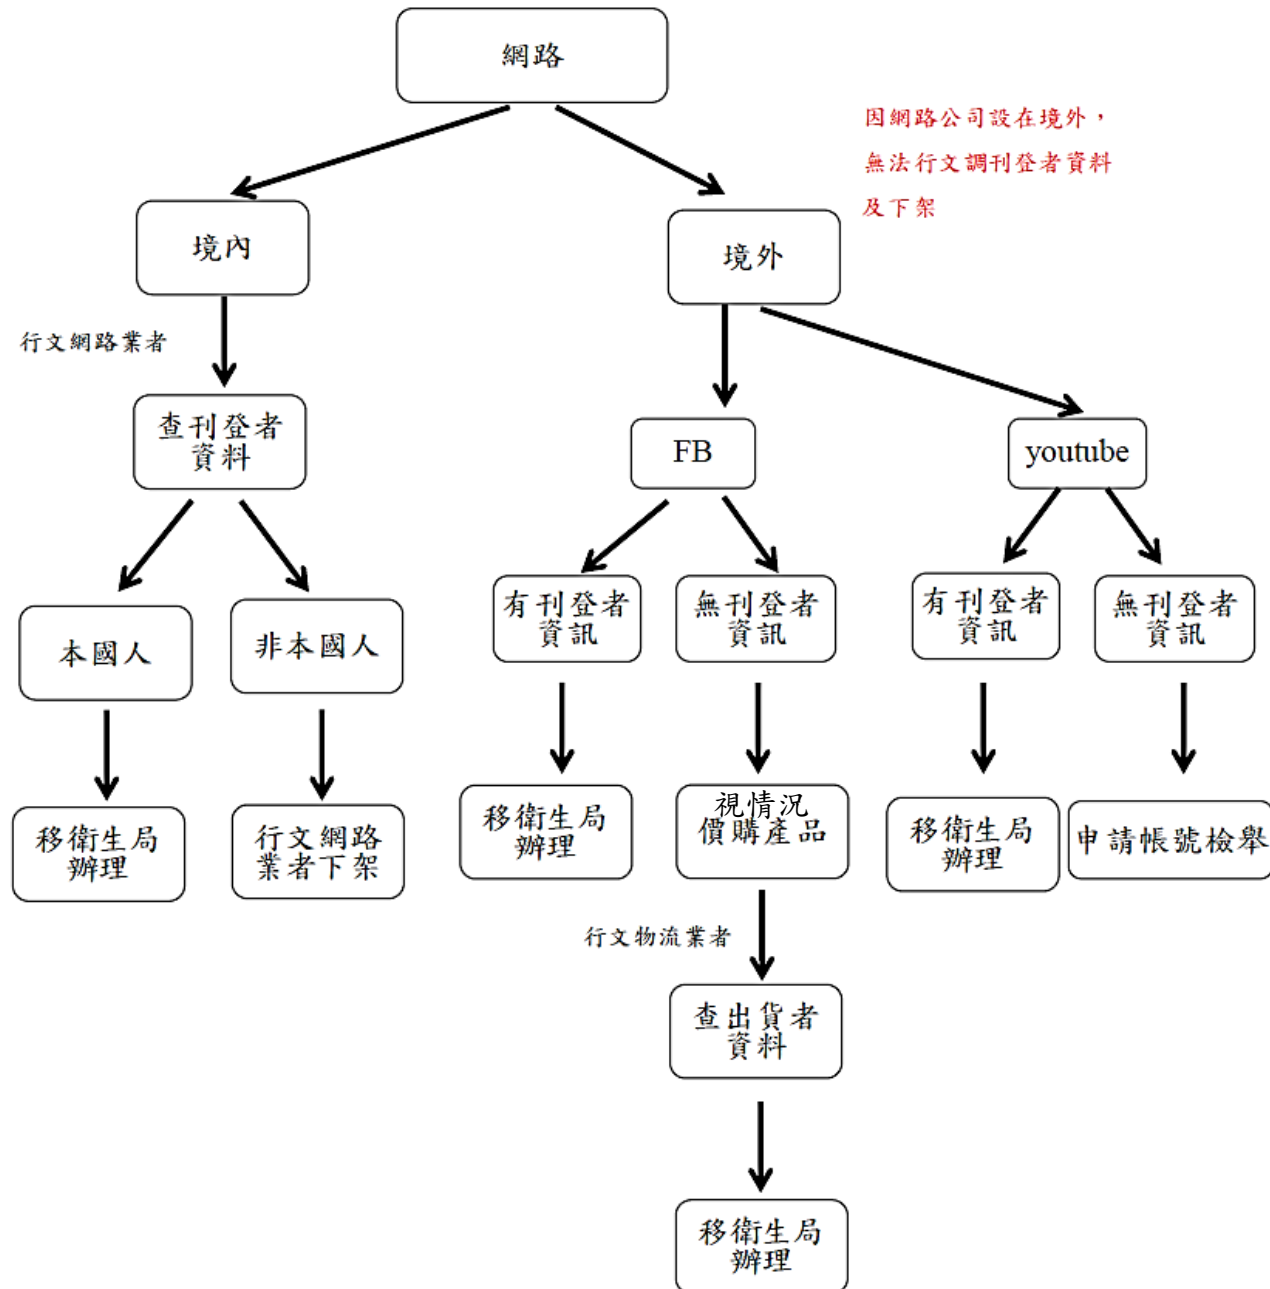 網路
因網路公司設在境外，
無法行文調刊登者資料
及下架
境內
境外
行文網路業者
查刊登者
資料
FB
youtube
本國人
非本國人
有刊登者
資訊
無刊登者
資訊
有刊登者
資訊
無刊登者
資訊
移衛生局
辦理
行文網路
業者下架
移衛生局
辦理
視情況
價購產品
移衛生局
辦理
申請帳號檢舉
行文物流業者
查出貨者
資料
移衛生局
辦理